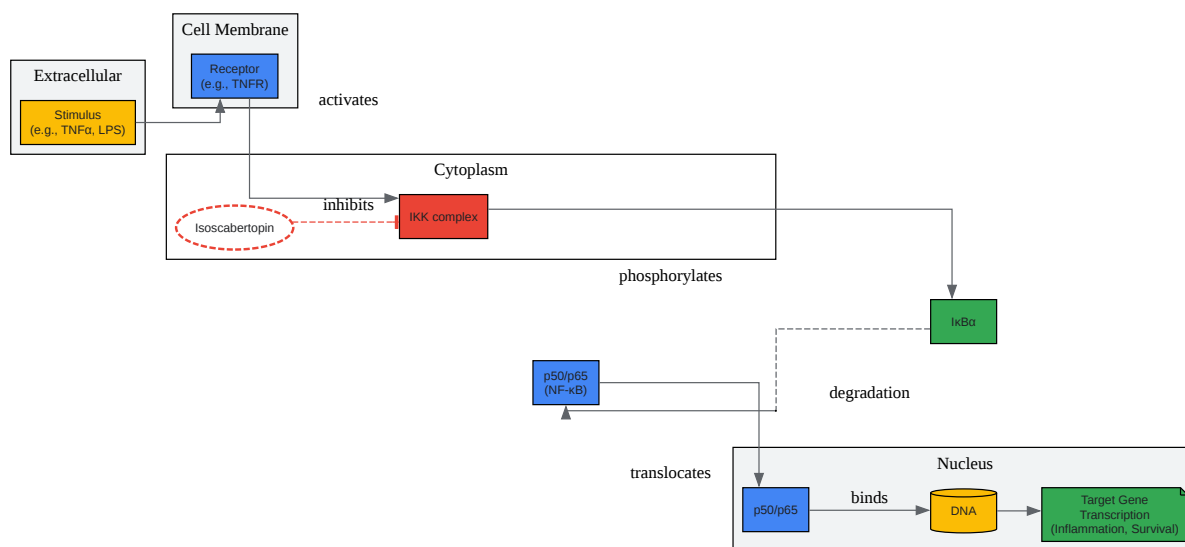 Cell Membrane
Receptor
(e.g., TNFR)
Extracellular
Stimulus
(e.g., TNFα, LPS)
activates
Cytoplasm
inhibits
Isoscabertopin
IKK complex
phosphorylates
IκBα
p50/p65
(NF-κB)
degradation
translocates
Nucleus
p50/p65
binds
DNA
Target Gene
Transcription
(Inflammation, Survival)